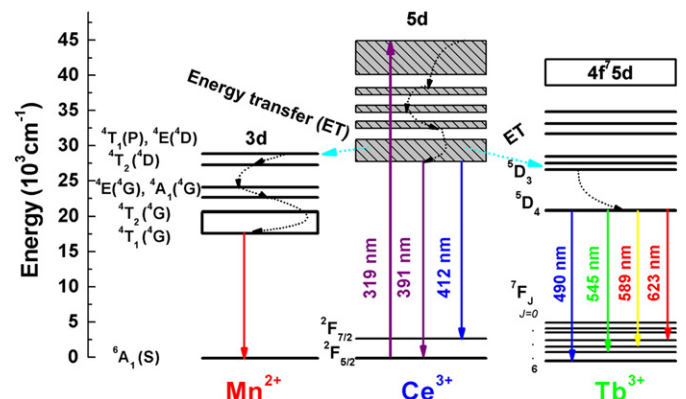 5d
45
40
35
30
25
20
15
10
5
0
Energy (10³cm⁻¹)
Energy transfer (ET)
3d
⁴T₁(P), ⁴E(⁴D)
⁴T₂(⁴D)
⁴E(⁴G), ⁴A₁(⁴G)
⁴T₂(⁴G)
⁴T₁(⁴G)
⁶A₁(S)
Mn²⁺
319 nm
391 nm
412 nm
²F₇/₂
²F₅/₂
Ce³⁺
4f⁷5d
ET
⁵D₃
⁵D₄
490 nm
545 nm
589 nm
623 nm
⁷F_J
J=0
.
.
.
6
Tb³⁺